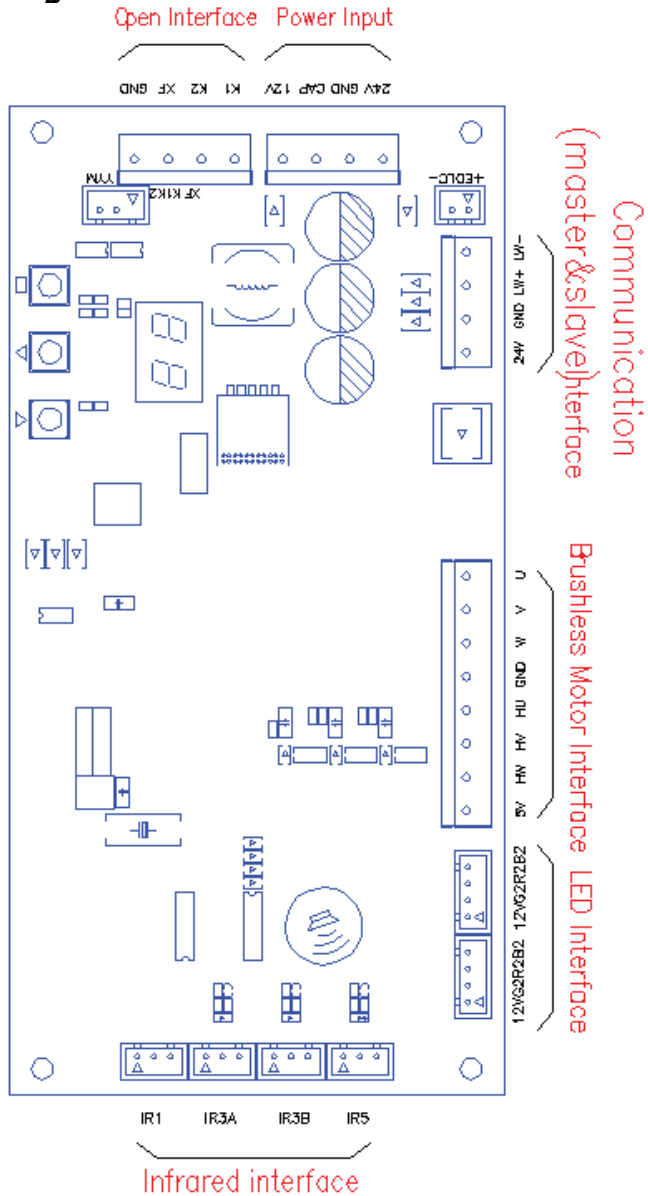 Open Interface Power Input
GND XF K2 K1 12V CAP GND 24V
YYM XFK1K2 +EDLC-
Communication
(master&slave)Interface
LW-
LW+
GND
24V
Brushless Motor Interface
U
V
W
GND
HU
HV
HW
5V
LED Interface
12VG2R2B2
12VG2R2B2
IR1 IR3A IR3B IR5
Infrared interface